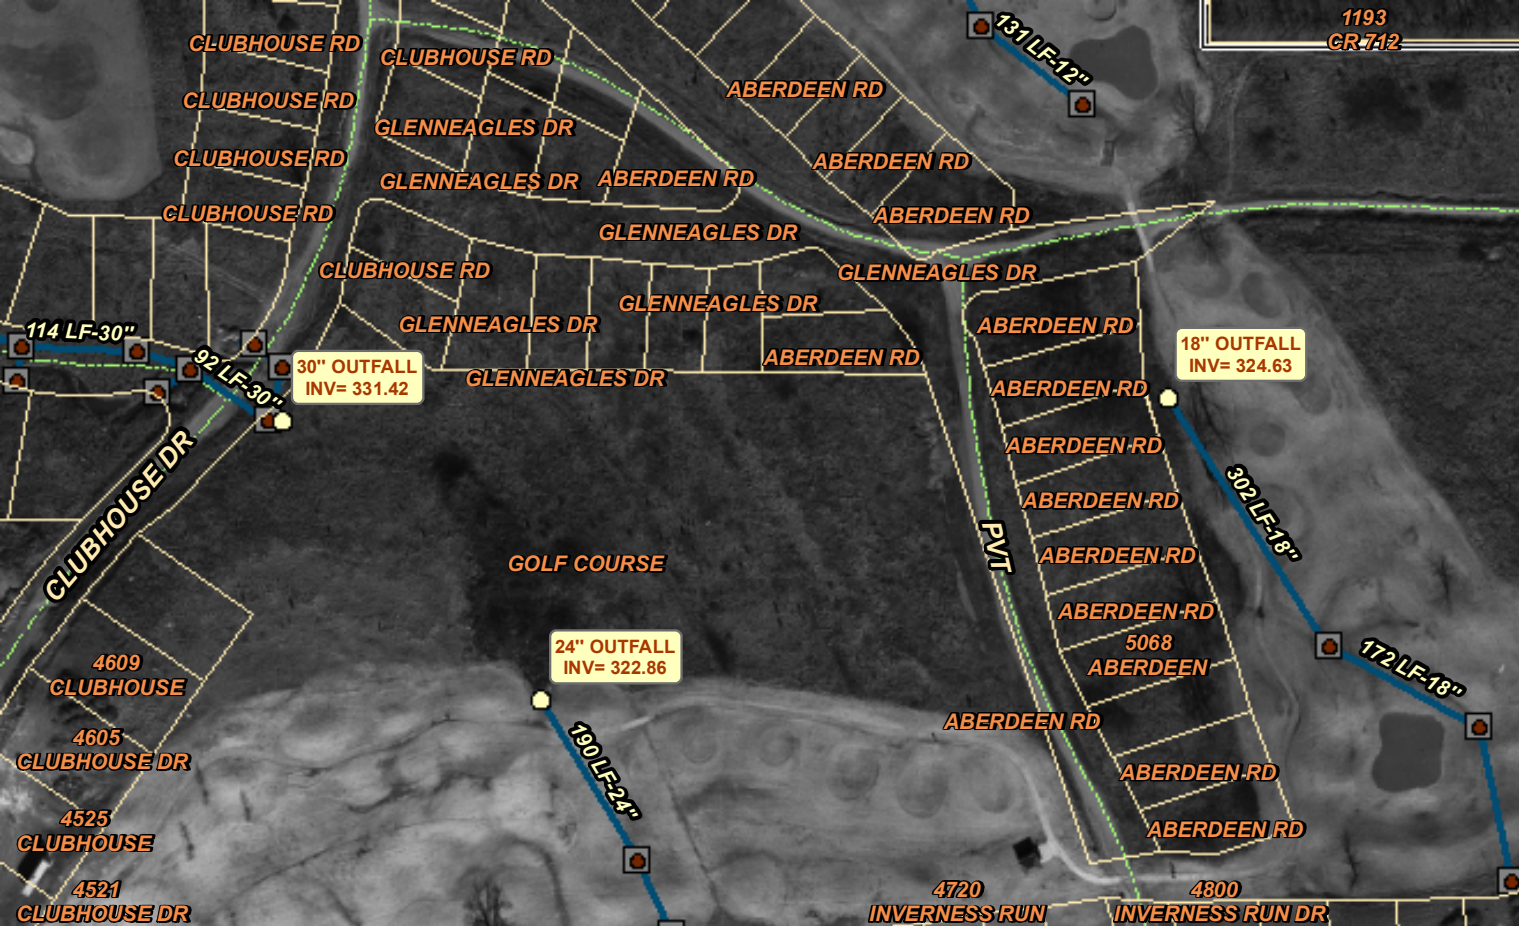 1193
CR 712
131 LF-12"
CLUBHOUSE RD
CLUBHOUSE RD
ABERDEEN RD
CLUBHOUSE RD
GLENNEAGLES DR
CLUBHOUSE RD
ABERDEEN RD
GLENNEAGLES DR
ABERDEEN RD
CLUBHOUSE RD
ABERDEEN RD
GLENNEAGLES DR
CLUBHOUSE RD
GLENNEAGLES DR
GLENNEAGLES DR
GLENNEAGLES DR
ABERDEEN RD
114 LF-30"
92 LF-30"
30" OUTFALL
INV= 331.42
GLENNEAGLES DR
ABERDEEN RD
18" OUTFALL
INV= 324.63
ABERDEEN RD
ABERDEEN RD
ABERDEEN RD
CLUBHOUSE DR
302 LF-18"
PVT
ABERDEEN RD
GOLF COURSE
ABERDEEN RD
5068
ABERDEEN
24" OUTFALL
INV= 322.86
4609
CLUBHOUSE
172 LF-18"
ABERDEEN RD
4605
CLUBHOUSE DR
190 LF-24"
ABERDEEN RD
4525
CLUBHOUSE
ABERDEEN RD
4521
CLUBHOUSE DR
4720
INVERNESS RUN
4800
INVERNESS RUN DR